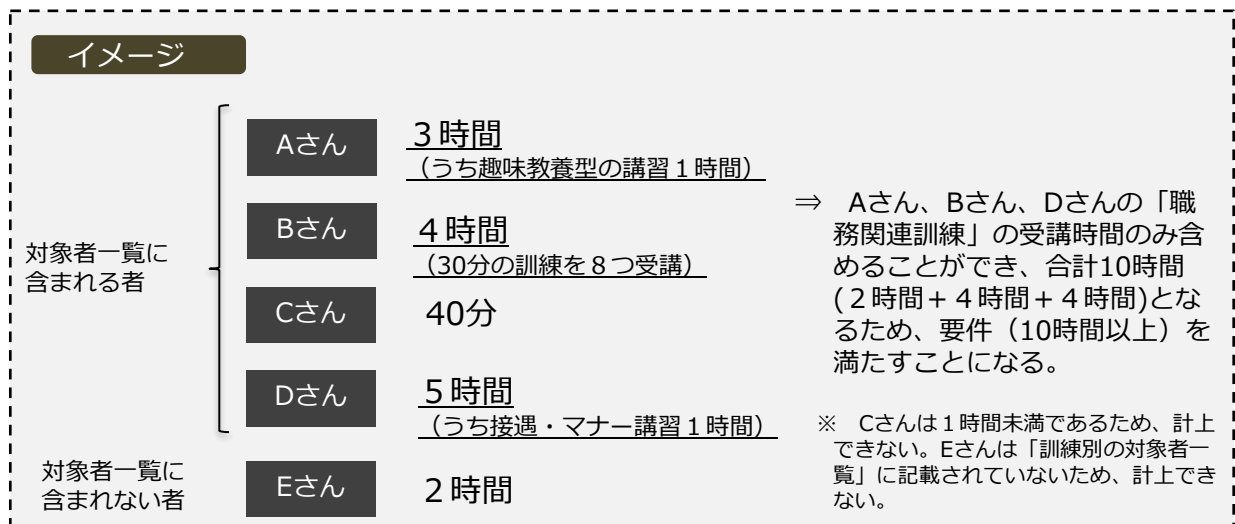 イメージ
対象者一覧に
含まれる者
Aさん
３時間
（うち趣味教養型の講習１時間）
Bさん
４時間
（30分の訓練を８つ受講）
Cさん
40分
Dさん
５時間
（うち接遇・マナー講習１時間）
対象者一覧に
含まれない者
Eさん
２時間
⇒　Aさん、Bさん、Dさんの「職
務関連訓練」の受講時間のみ含
めることができ、合計10時間
(２時間＋４時間＋４時間)とな
るため、要件（10時間以上）を
満たすことになる。
※　Cさんは１時間未満であるため、計上
できない。Eさんは「訓練別の対象者一
覧」に記載されていないため、計上でき
ない。